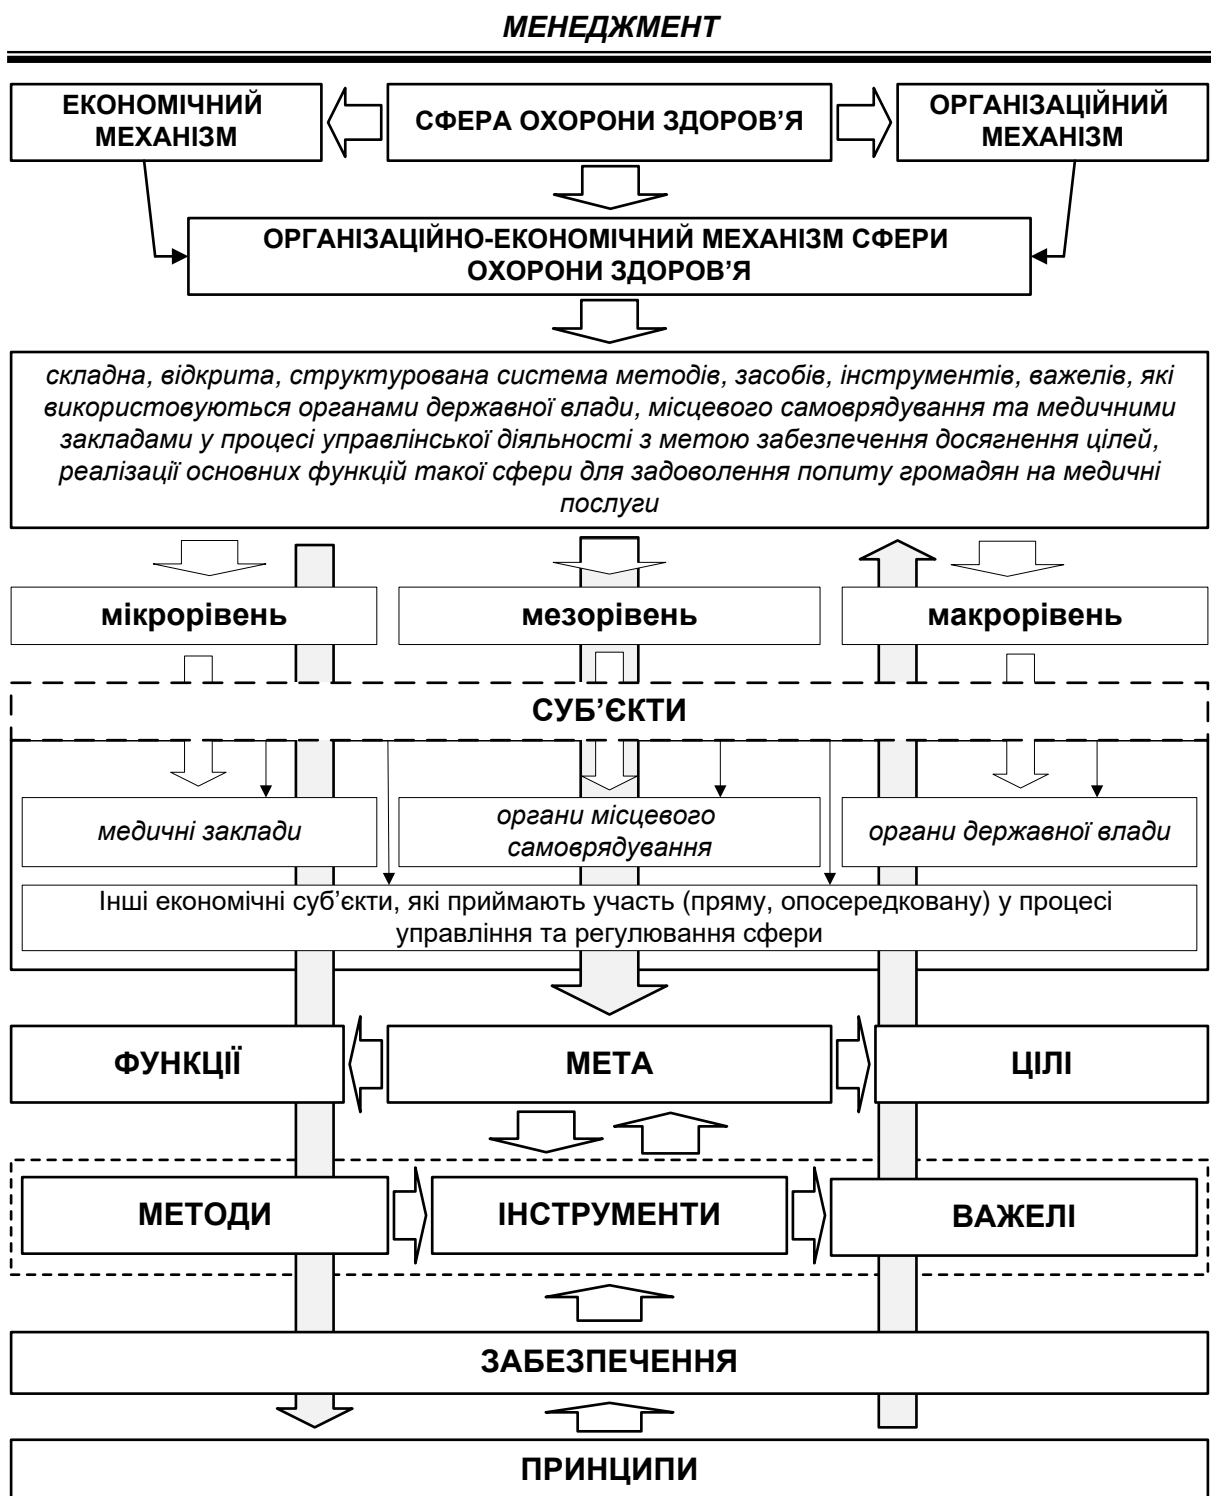 МЕНЕДЖМЕНТ
ЕКОНОМІЧНИЙ
МЕХАНІЗМ
СФЕРА ОХОРОНИ ЗДОРОВ’Я
ОРГАНІЗАЦІЙНИЙ
МЕХАНІЗМ
ОРГАНІЗАЦІЙНО-ЕКОНОМІЧНИЙ МЕХАНІЗМ СФЕРИ
ОХОРОНИ ЗДОРОВ’Я
складна, відкрита, структурована система методів, засобів, інструментів, важелів, які
використовуються органами державної влади, місцевого самоврядування та медичними
закладами у процесі управлінської діяльності з метою забезпечення досягнення цілей,
реалізації основних функцій такої сфери для задоволення попиту громадян на медичні
послуги
мікрорівень
мезорівень
макрорівень
СУБ’ЄКТИ
медичні заклади
органи місцевого
самоврядування
органи державної влади
Інші економічні суб’єкти, які приймають участь (пряму, опосередковану) у процесі
управління та регулювання сфери
ФУНКЦІЇ
МЕТА
ЦІЛІ
МЕТОДИ
ІНСТРУМЕНТИ
ВАЖЕЛІ
ЗАБЕЗПЕЧЕННЯ
ПРИНЦИПИ